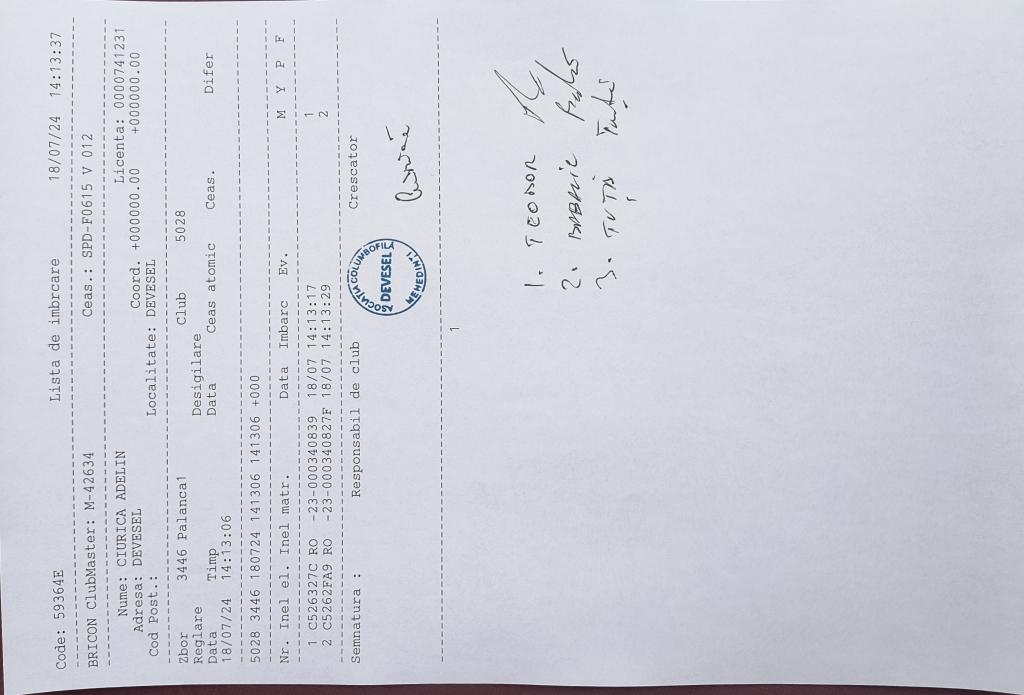 Code: 59364E Lista de imbrcare 18/07/24 14:13:37
BRICON ClubMaster: M-42634 Ceas.: SPD-F0615 V 012
Nume: CIURICA ADELIN Licenta: 0000741231
Adresa: DEVESEL Coord. +000000.00 +000000.00
Cod Post.: Localitate: DEVESEL
Zbor 3446 Palanca1 Club 5028
Reglare Desigilare
Data Timp Data Ceas atomic Ceas. Difer
18/07/24 14:13:06
5028 3446 180724 141306 141306 +000
Nr. Inel el. Inel matr. Data Imbarc Ev. M Y P F
1 C526327C RO -23-000340839 18/07 14:13:17 1
2 C5262FA9 RO -23-000340827F 18/07 14:13:29 2
Semnatura : Responsabil de club Crescator
ASOCIATIA COLUMBOFILĂ
DEVESEL
MEHEDINTI
1
1. TEODOR
2.
3. TUTA